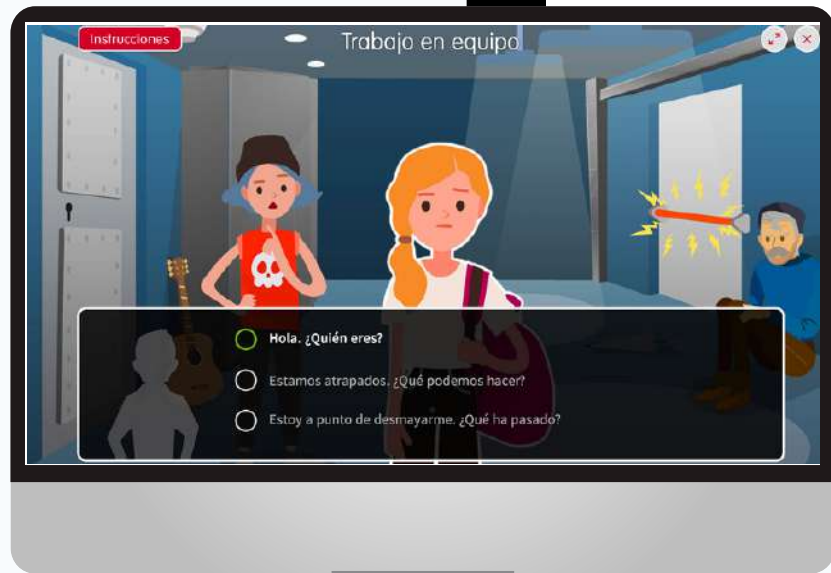 Instrucciones
Trabajo en equipo
Hola. ¿Quién eres?
Estamos atrapados. ¿Qué podemos hacer?
Estoy a punto de desmayarme. ¿Qué ha pasado?